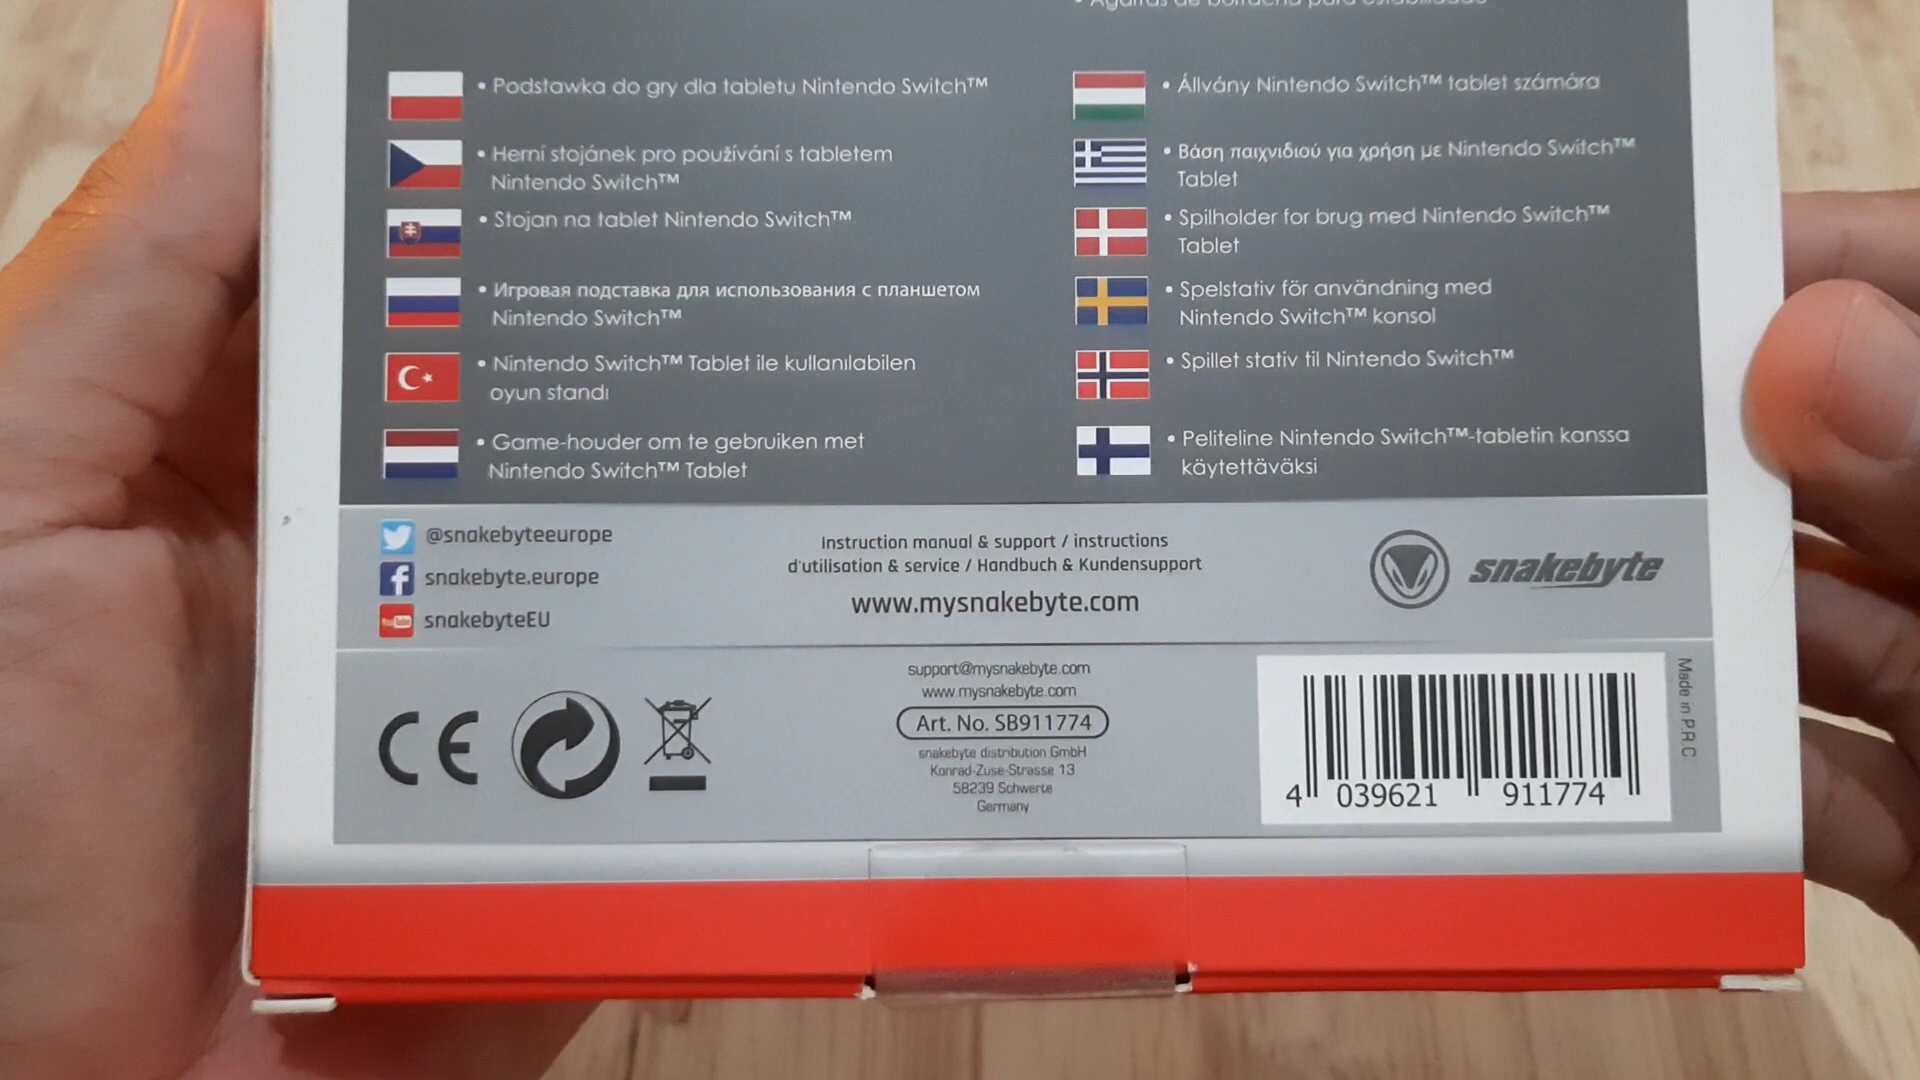 • Agarras de borracha para estabilidade
• Podstawka do gry dla tabletu Nintendo Switch™
• Herní stojánek pro používání s tabletem
Nintendo Switch™
• Stojan na tablet Nintendo Switch™
• Игровая подставка для использования с планшетом
Nintendo Switch™
• Nintendo Switch™ Tablet ile kullanılabilen
oyun standı
• Game-houder om te gebruiken met
Nintendo Switch™ Tablet
• Állvány Nintendo Switch™ tablet számára
• Βάση παιχνιδιού για χρήση με Nintendo Switch™
Tablet
• Spilholder for brug med Nintendo Switch™
Tablet
• Spelstativ för användning med
Nintendo Switch™ konsol
• Spillet stativ til Nintendo Switch™
• Peliteline Nintendo Switch™-tabletin kanssa
käytettäväksi
@snakebyteeurope
snakebyte.europe
YouTube
snakebyteEU
Instruction manual & support / instructions
d'utilisation & service / Handbuch & Kundensupport
www.mysnakebyte.com
snakebyte
CE
support@mysnakebyte.com
www.mysnakebyte.com
Art. No. SB911774
snakebyte distribution GmbH
Konrad-Zuse-Strasse 13
58239 Schwerte
Germany
4 039621 911774
Made in P.R.C.